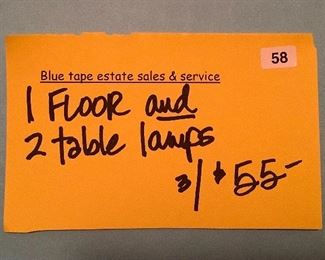 58
Blue tape estate sales & service
1 FLOOR and
2 table lamps
3/$55-